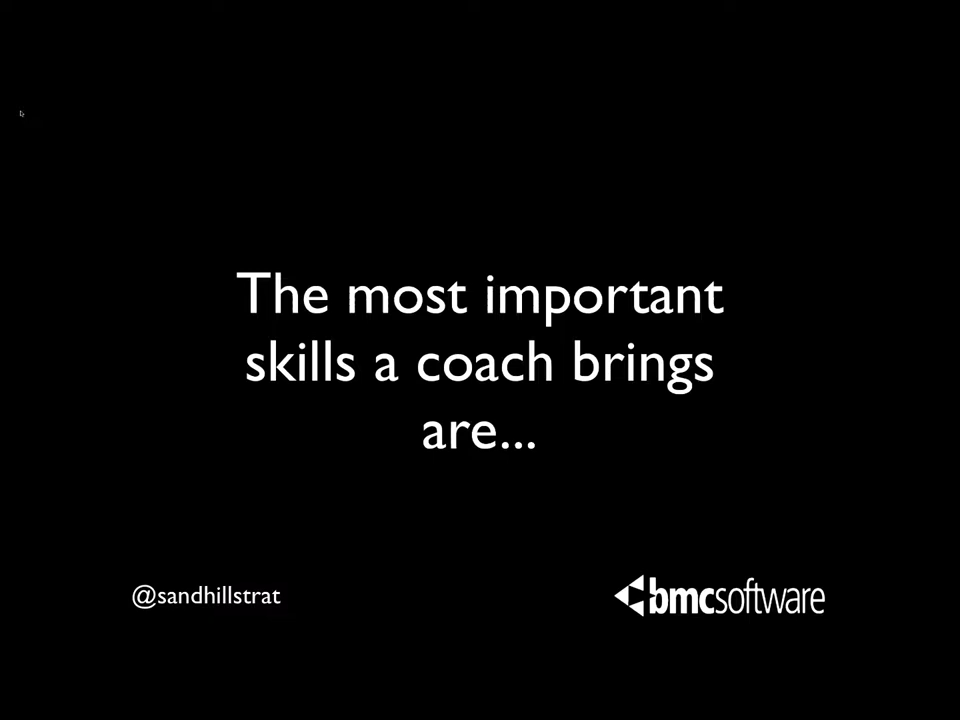 The most important
skills a coach brings
are...
@sandhillstrat
bmcsoftware